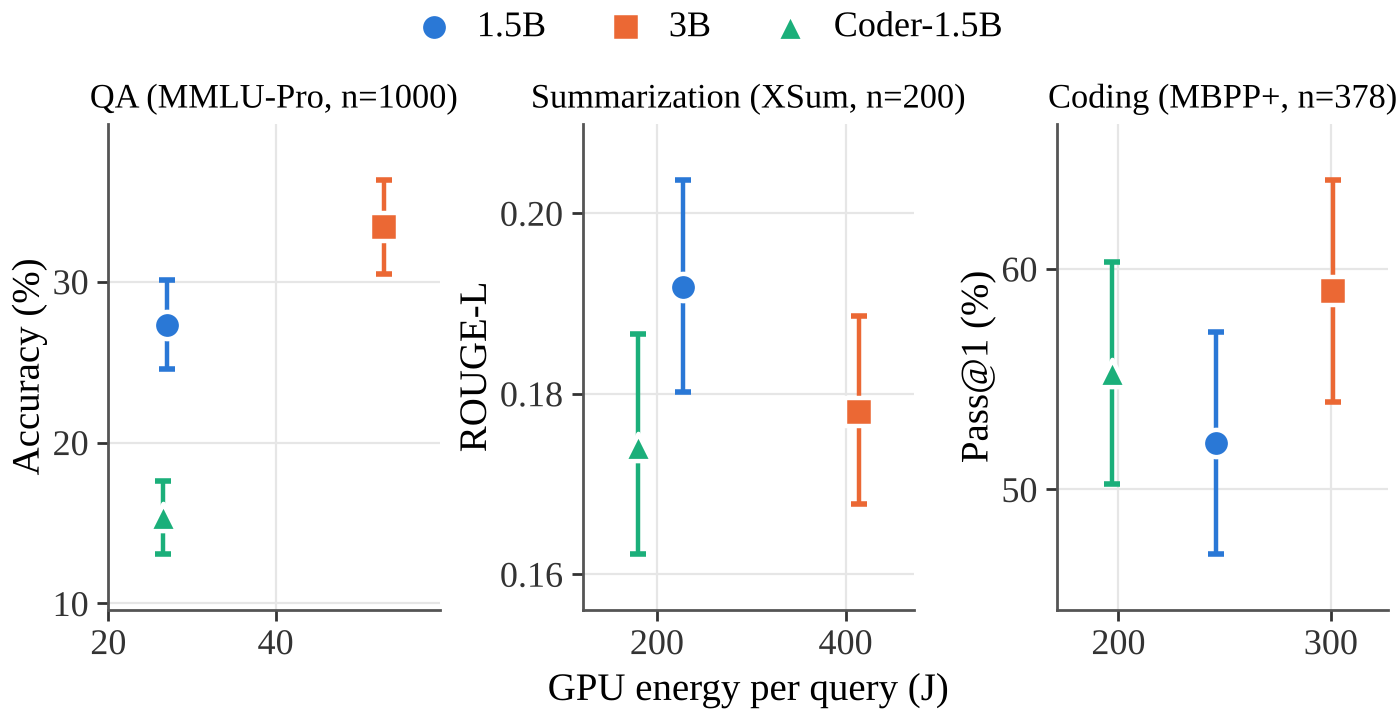 1.5B 3B Coder-1.5B
QA (MMLU-Pro, n=1000)
Accuracy (%)
30
20
10
20 40
Summarization (XSum, n=200)
ROUGE-L
0.20
0.18
0.16
200 400
Coding (MBPP+, n=378)
Pass@1 (%)
60
50
200 300
GPU energy per query (J)